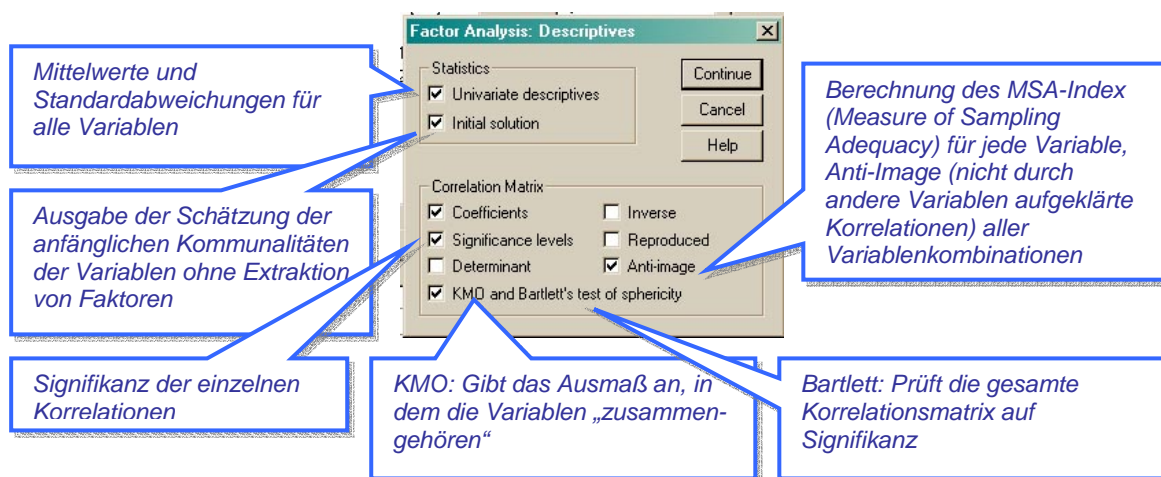 Factor Analysis: Descriptives
Statistics
Univariate descriptives
Initial solution
Continue
Cancel
Help
Correlation Matrix
Coefficients
Inverse
Significance levels
Reproduced
Determinant
Anti-image
KMO and Bartlett's test of sphericity
Mittelwerte und
Standardabweichungen für
alle Variablen
Ausgabe der Schätzung der
anfänglichen Kommunalitäten
der Variablen ohne Extraktion
von Faktoren
Signifikanz der einzelnen
Korrelationen
KMO: Gibt das Ausmaß an, in
dem die Variablen „zusammen-
gehören“
Bartlett: Prüft die gesamte
Korrelationsmatrix auf
Signifikanz
Berechnung des MSA-Index
(Measure of Sampling
Adequacy) für jede Variable,
Anti-Image (nicht durch
andere Variablen aufgeklärte
Korrelationen) aller
Variablenkombinationen